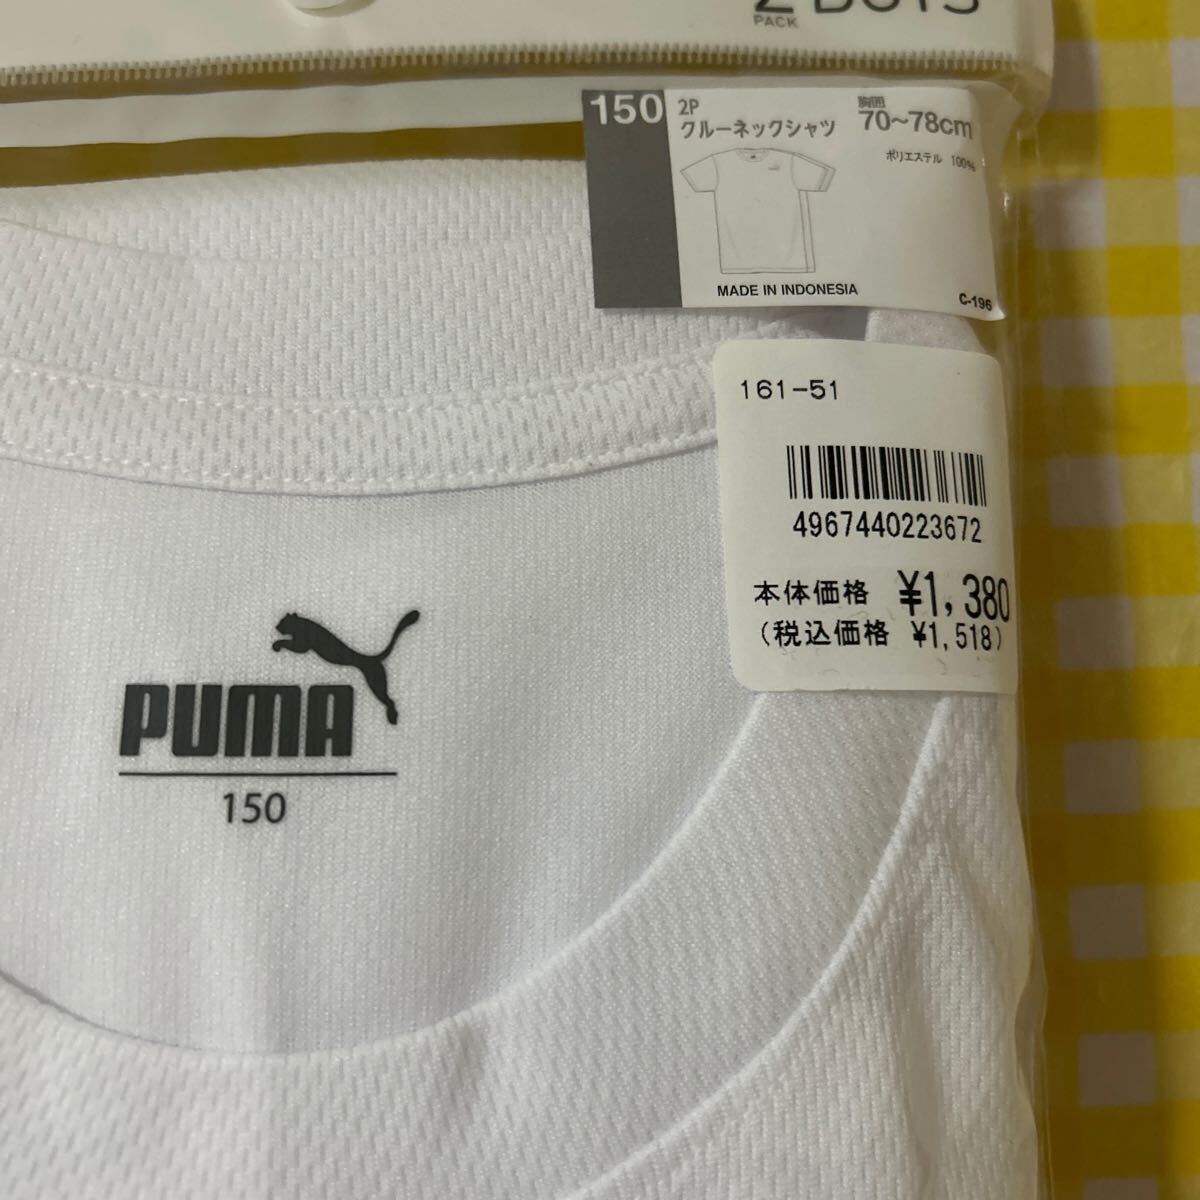 2 BOYS
PACK
150
2P
クルーネックシャツ
胸囲
70~78cm
ポリエステル 100%
MADE IN INDONESIA
C-196
161-51
4967440223672
本体価格 ¥1,380
(税込価格 ¥1,518)
PUMA
150